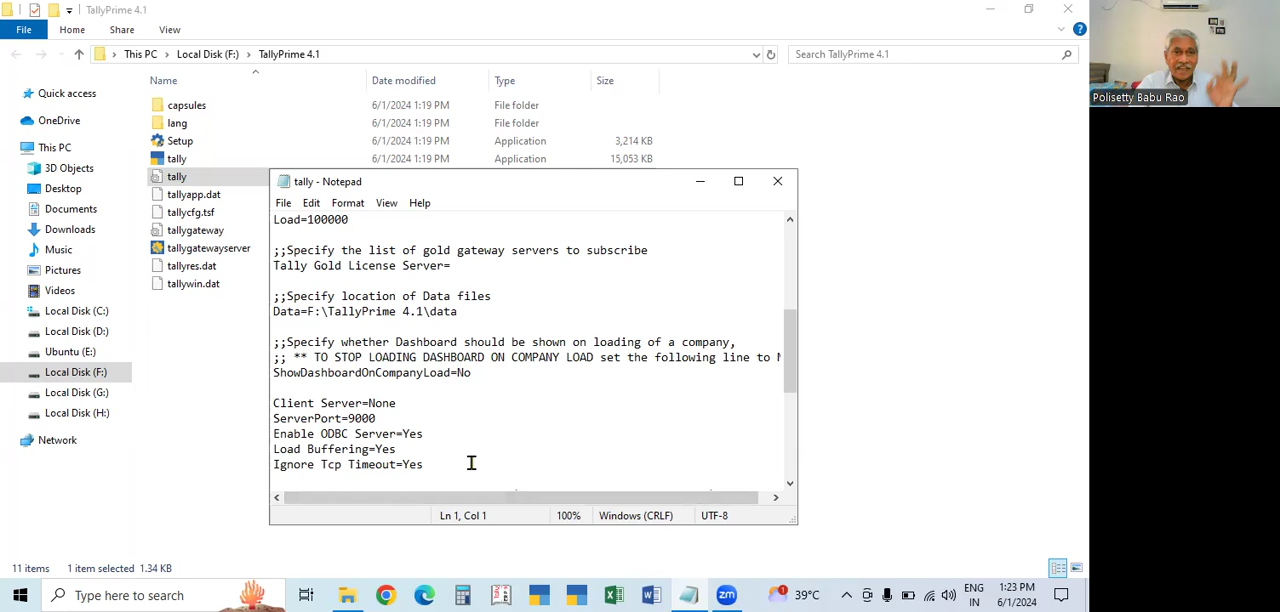 TallyPrime 4.1
File Home Share View
This PC Local Disk (F:) TallyPrime 4.1
Search TallyPrime 4.1
Polisetty Babu Rao
Name Date modified Type Size
Quick access
OneDrive
This PC
3D Objects
Desktop
Documents
Downloads
Music
Pictures
Videos
Local Disk (C:)
Local Disk (D:)
Ubuntu (E:)
Local Disk (F:)
Local Disk (G:)
Local Disk (H:)
Network
capsules 6/1/2024 1:19 PM File folder
lang 6/1/2024 1:19 PM File folder
Setup 6/1/2024 1:19 PM Application 3,214 KB
tally 6/1/2024 1:19 PM Application 15,053 KB
tally
tallyapp.dat
tallycfg.tsf
tallygateway
tallygatewayserver
tallyres.dat
tallywin.dat
tally - Notepad
File Edit Format View Help
Load=100000
;;Specify the list of gold gateway servers to subscribe
Tally Gold License Server=
;;Specify location of Data files
Data=F:\TallyPrime 4.1\data
;;Specify whether Dashboard should be shown on loading of a company,
;; ** TO STOP LOADING DASHBOARD ON COMPANY LOAD set the following line to
ShowDashboardOnCompanyLoad=No
Client Server=None
ServerPort=9000
Enable ODBC Server=Yes
Load Buffering=Yes
Ignore Tcp Timeout=Yes
Ln 1, Col 1 100% Windows (CRLF) UTF-8
11 items 1 item selected 1.34 KB
Type here to search
zm
1
39°C
ENG
IN
1:23 PM
6/1/2024